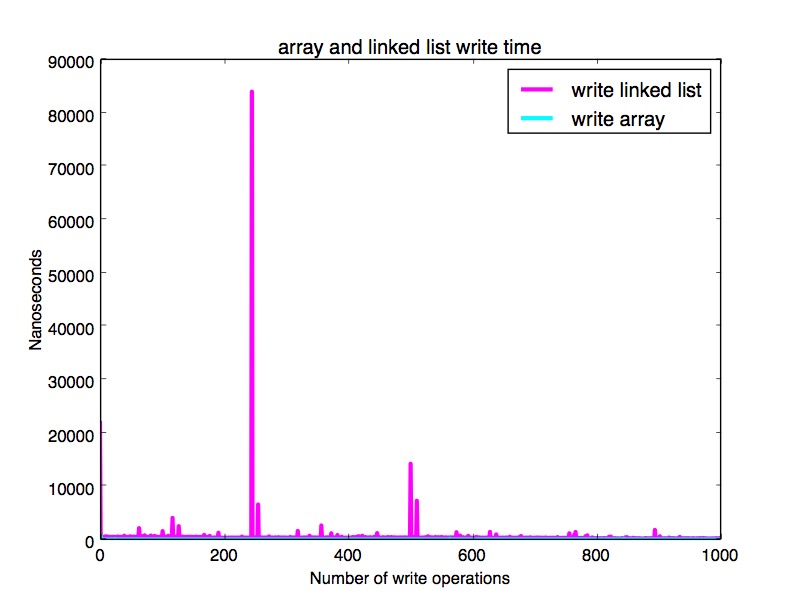 array and linked list write time
90000
80000
70000
60000
50000
40000
30000
20000
10000
0
Nanoseconds
write linked list
write array
0 200 400 600 800 1000
Number of write operations